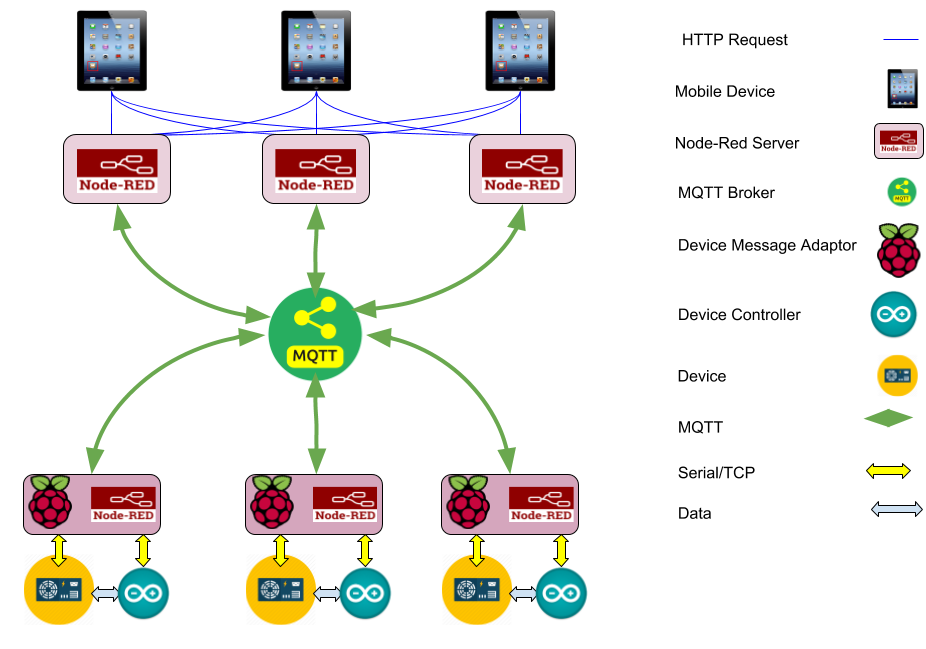 HTTP Request
Mobile Device
Node-Red Server
Node-RED
MQTT Broker
MQTT
Device Message Adaptor
Device Controller
Device
MQTT
Serial/TCP
Data
Node-RED
Node-RED
Node-RED
MQTT
Node-RED
Node-RED
Node-RED